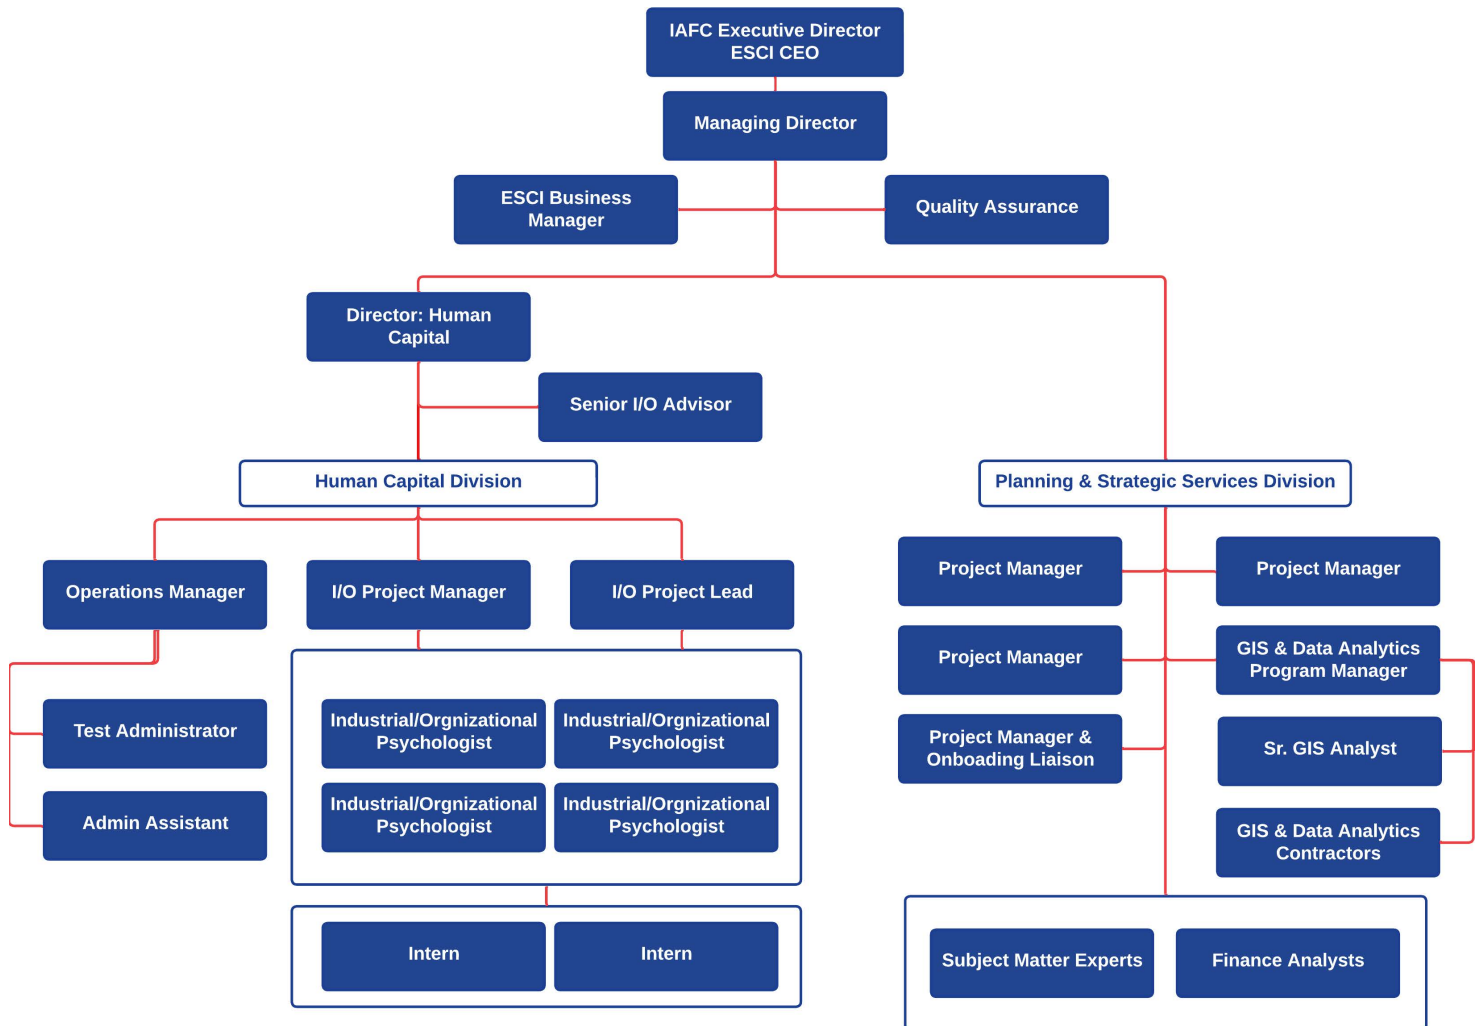 IAFC Executive Director
ESCI CEO
Managing Director
ESCI Business
Manager
Quality Assurance
Director: Human
Capital
Senior I/O Advisor
Human Capital Division
Planning & Strategic Services Division
Operations Manager
I/O Project Manager
I/O Project Lead
Test Administrator
Admin Assistant
Industrial/Orgnizational
Psychologist
Industrial/Orgnizational
Psychologist
Industrial/Orgnizational
Psychologist
Industrial/Orgnizational
Psychologist
Intern
Intern
Project Manager
Project Manager
Project Manager
GIS & Data Analytics
Program Manager
Project Manager &
Onboading Liaison
Sr. GIS Analyst
GIS & Data Analytics
Contractors
Subject Matter Experts
Finance Analysts